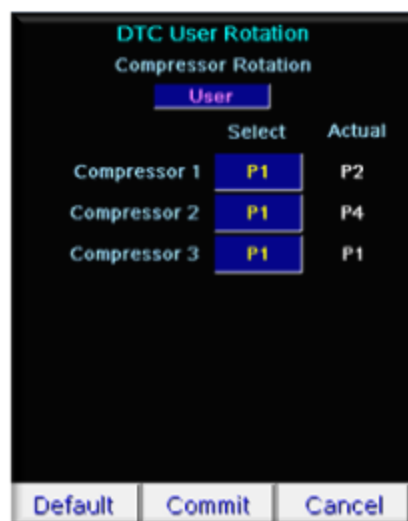 DTC User Rotation
Compressor Rotation
User
Select Actual
Compressor 1 P1 P2
Compressor 2 P1 P4
Compressor 3 P1 P1
Default Commit Cancel